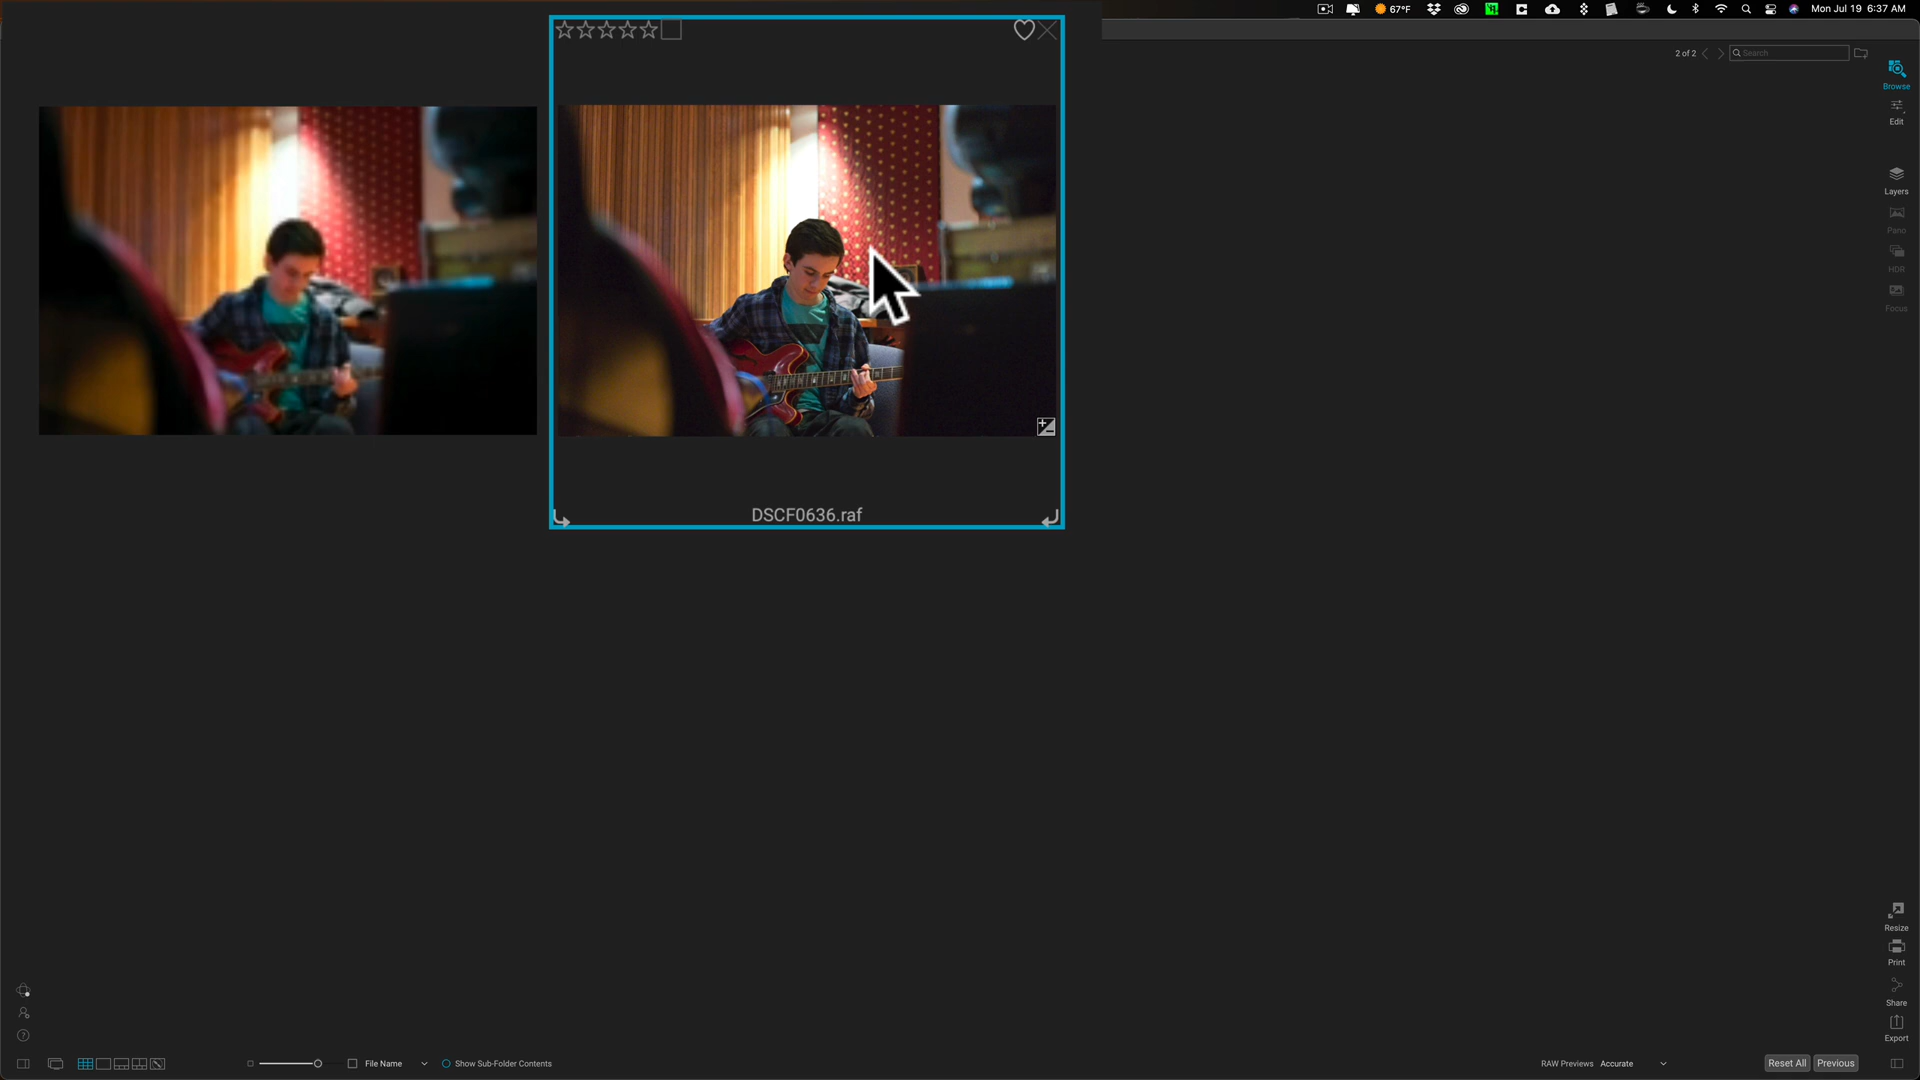 67°F
Mon Jul 19 6:37 AM
2 of 2
Search
Browse
Edit
Layers
Pano
HDR
Focus
DSCF0636.raf
Resize
Print
Share
Export
File Name
Show Sub-Folder Contents
RAW Previews Accurate
Reset All
Previous